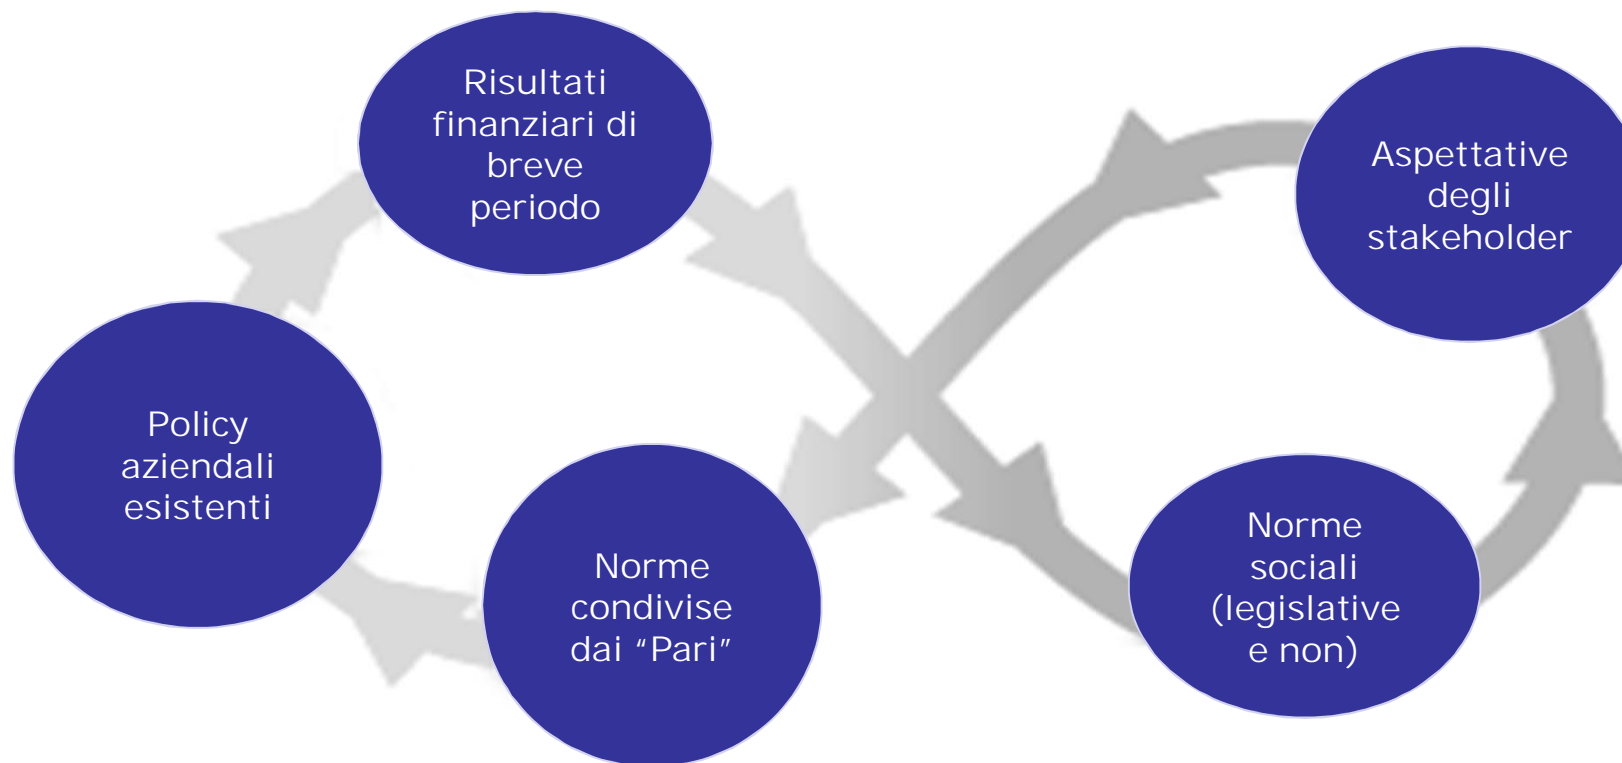 Risultati
finanziari di
breve
periodo
Aspettative
degli
stakeholder
Policy
aziendali
esistenti
Norme
condivise
dai “Pari”
Norme
sociali
(legislative
e non)